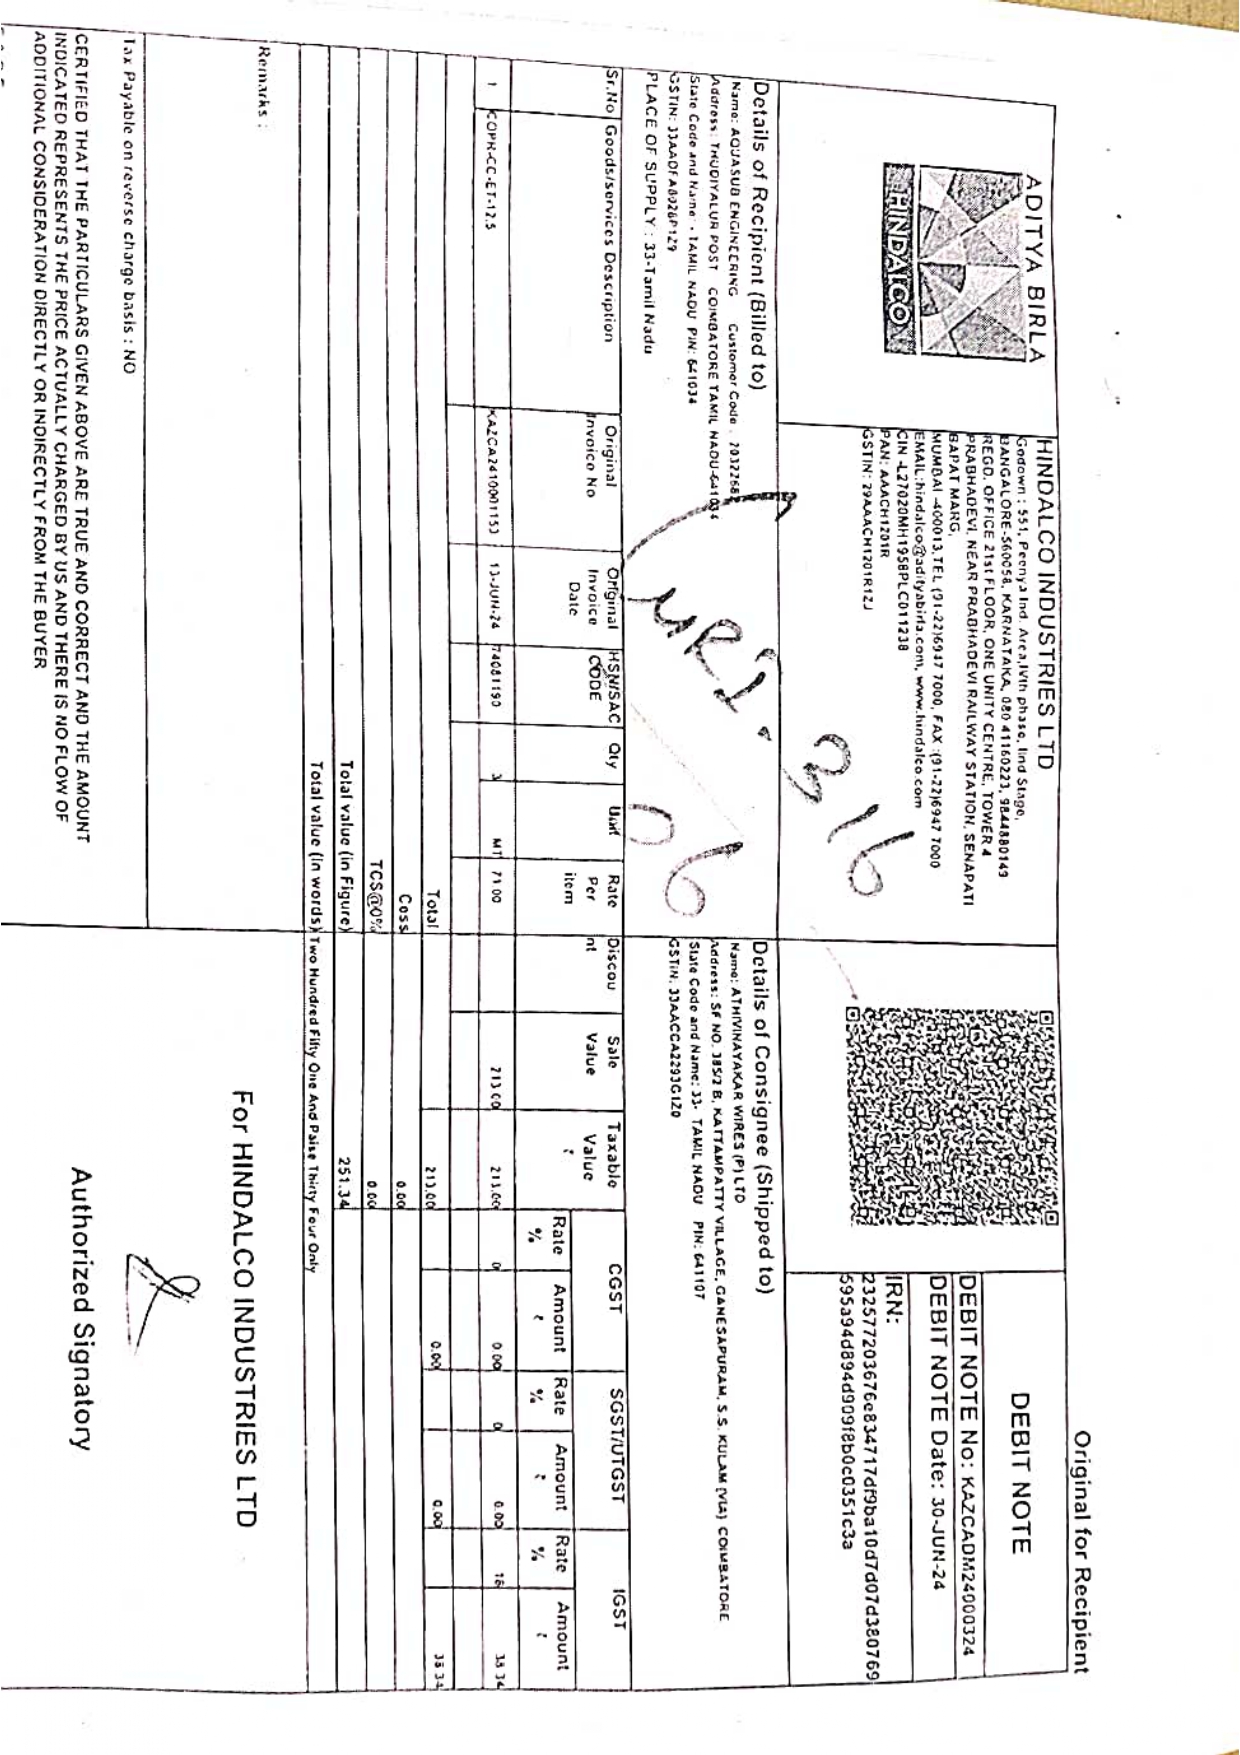 Original for Recipient
ADITYA BIRLA
HINDALCO
HINDALCO INDUSTRIES LTD
Godown : 551, Peenya Ind. Area,IVth phase, IInd Stage,
BANGALORE-560058, KARNATAKA, 080 41160223, 9844880149
REGD. OFFICE 21st FLOOR, ONE UNITY CENTRE, TOWER 4
PRABHADEVI, NEAR PRABHADEVI RAILWAY STATION, SENAPATI
BAPAT MARG,
MUMBAI -400013,TEL (91-22)6947 7000, FAX :(91-22)6947 7000
EMAIL:hindalco@adityabirla.com, www.hindalco.com
CIN -L27020MH1958PLC011238
PAN: AAACH1201R
GSTIN: 29AAACH1201R1ZJ
DEBIT NOTE
DEBIT NOTE No: KAZCADM24000324
DEBIT NOTE Date: 30-JUN-24
IRN:
232577203676e834717df9ba10d7d07d380769
595a94d894d909f8b0c0351c3a
MRI. 316
06
Details of Recipient (Billed to)
Name: AQUASUB ENGINEERING Customer Code .
Address: THUDIYALUR POST COIMBATORE TAMIL NADU-641034
State Code and Name: - TAMIL NADU PIN: 641034
GSTIN: 33AADFA8028P1Z9
PLACE OF SUPPLY : 33-Tamil Nadu
Details of Consignee (Shipped to)
Name: ATHIVINAYAKAR WIRES (P) LTD
Address: SF NO. 385/2 B, KATTAMPATTY VILLAGE, GANESAPURAM, S.S. KULAM (VIA) COIMBATORE
State Code and Name: 33- TAMIL NADU PIN: 641107
GSTIN: 33AACCA2293G1Z0
Sr.No Goods/services Description Original Invoice No Original Invoice Date HSN/SAC CODE Qty Unit Rate Per item Discount Sale Value Taxable Value ₹ CGST SGST/UTGST IGST
Rate % Amount ₹ Rate % Amount ₹ Rate % Amount ₹
1 COPR-CC-ET-12.5 KAZCA24100001153 13-JUN-24 74081190 3 MT 71.00 213.00 213.00 0 0.00 0 0.00 18 38.34
Total 213.00 0.00 0.00 38.34
Cess 0.00
TCS@0% 0.00
Total value (in Figure) 251.34
Total value (in words) Two Hundred Fifty One And Paise Thirty Four Only
Remarks :
For HINDALCO INDUSTRIES LTD
Tax Payable on reverse charge basis : NO
CERTIFIED THAT THE PARTICULARS GIVEN ABOVE ARE TRUE AND CORRECT AND THE AMOUNT
INDICATED REPRESENTS THE PRICE ACTUALLY CHARGED BY US AND THERE IS NO FLOW OF
ADDITIONAL CONSIDERATION DIRECTLY OR INDIRECTLY FROM THE BUYER
Authorized Signatory